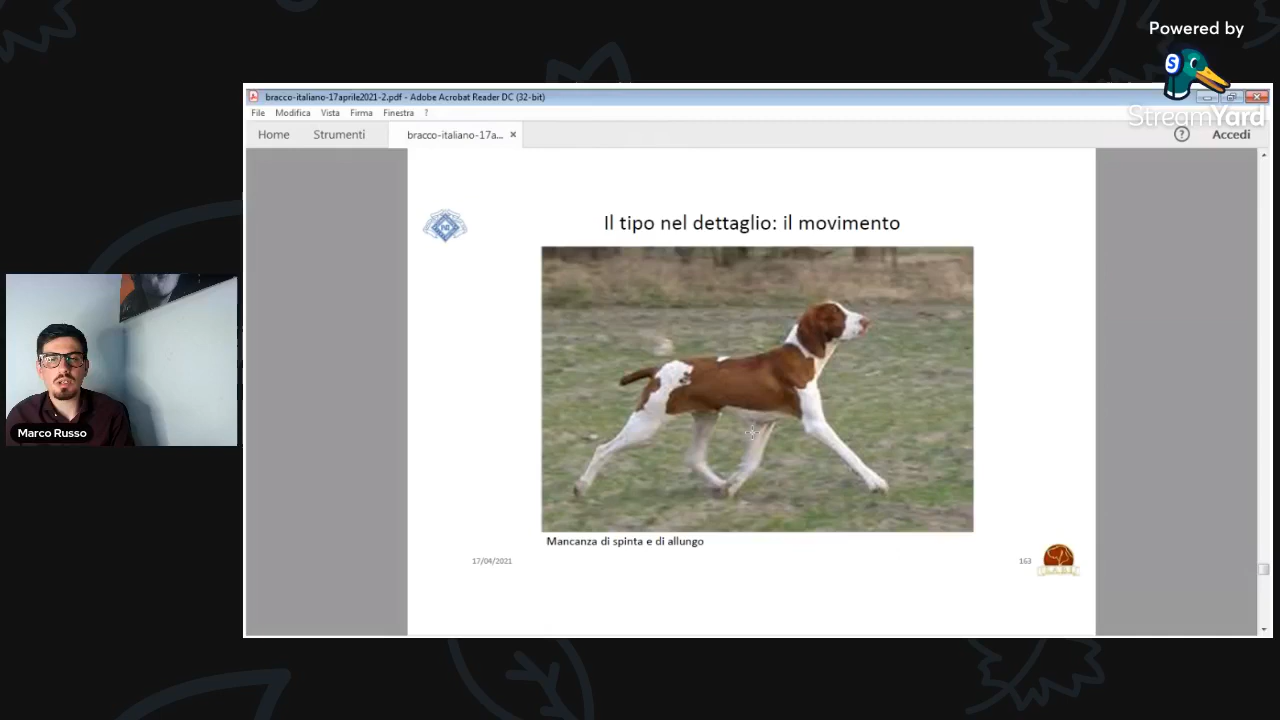 Powered by
StreamYard
bracco-italiano-17aprile2021-2.pdf - Adobe Acrobat Reader DC (32-bit)
File Modifica Vista Firma Finestra ?
Home Strumenti bracco-italiano-17a... × ? Accedi
Il tipo nel dettaglio: il movimento
Marco Russo
Mancanza di spinta e di allungo
17/04/2021 163